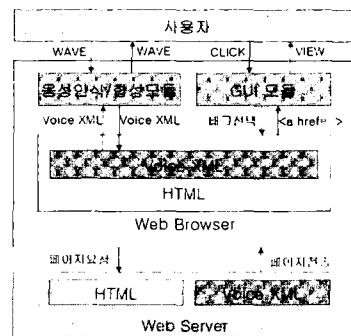 사용자
WAVE WAVE CLICK VIEW
음성인식/합성모듈 GUI 모듈
Voice XML Voice XML 태그선택 <a href...>
Voice XML
HTML
Web Browser
페이지요청 페이지전송
HTML Voice XML
Web Server